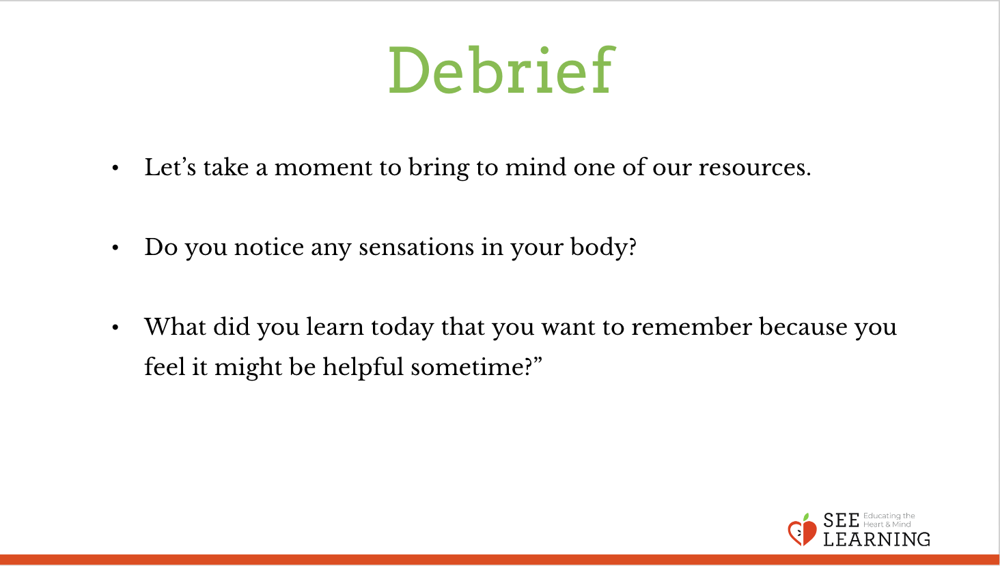 Debrief
• Let’s take a moment to bring to mind one of our resources.
• Do you notice any sensations in your body?
• What did you learn today that you want to remember because you
feel it might be helpful sometime?”
SEE Educating the
Heart & Mind
LEARNING